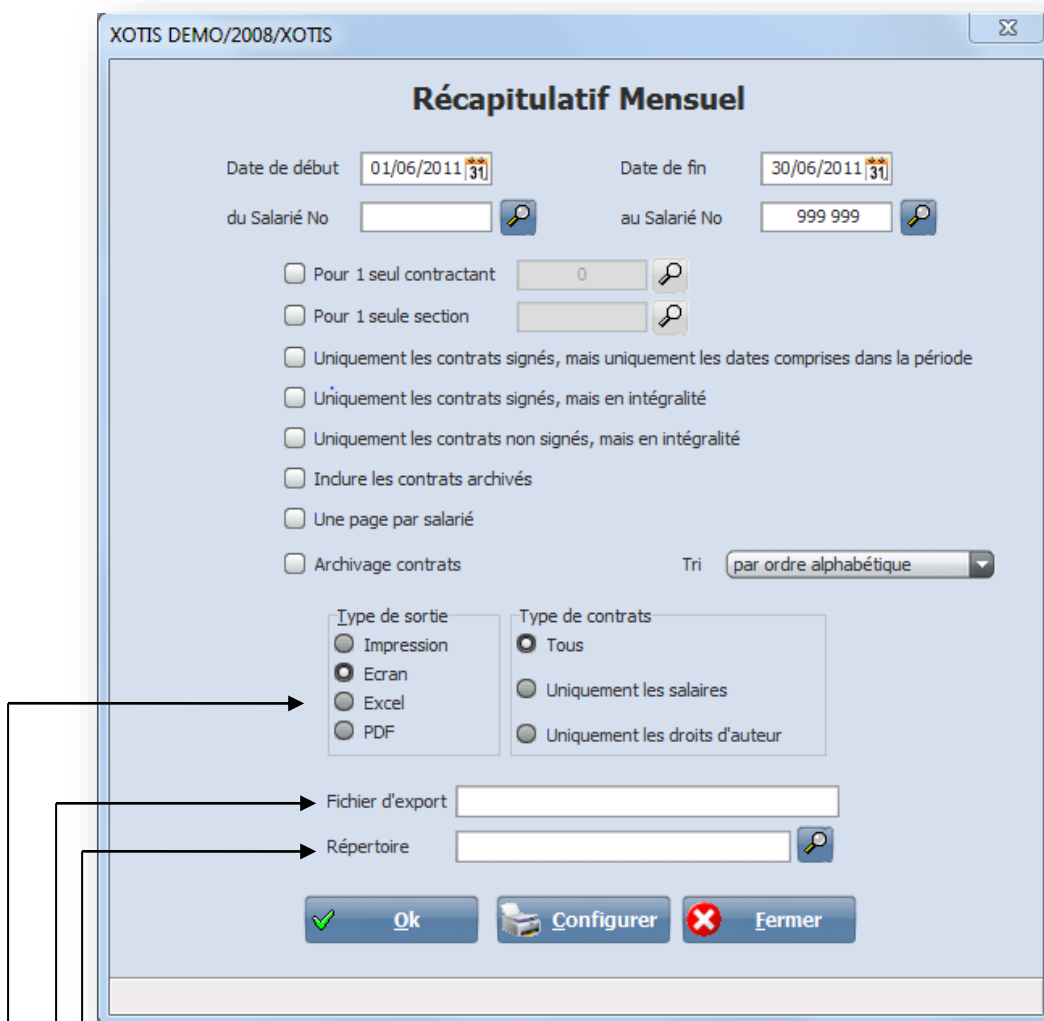 XOTIS DEMO/2008/XOTIS
Récapitulatif Mensuel
Date de début 01/06/2011 31 Date de fin 30/06/2011 31
du Salarié No au Salarié No 999 999
Pour 1 seul contractant 0
Pour 1 seule section
Uniquement les contrats signés, mais uniquement les dates comprises dans la période
Uniquement les contrats signés, mais en intégralité
Uniquement les contrats non signés, mais en intégralité
Inclure les contrats archivés
Une page par salarié
Archivage contrats Tri par ordre alphabétique
Type de sortie
Impression
Ecran
Excel
PDF
Type de contrats
Tous
Uniquement les salaires
Uniquement les droits d'auteur
Fichier d'export
Répertoire
Ok Configurer Fermer